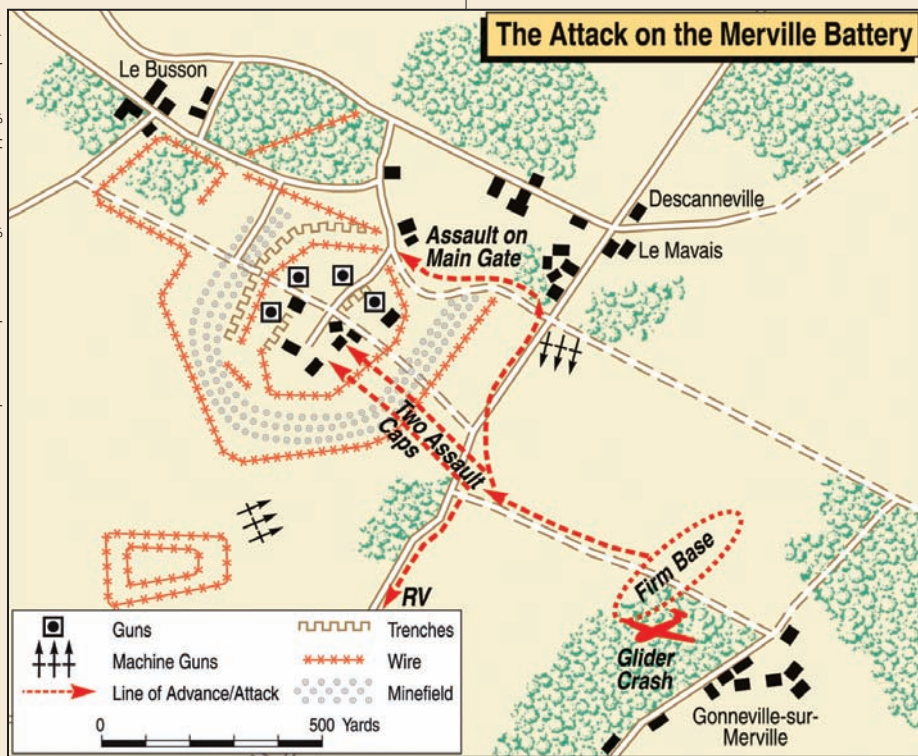 The Attack on the Merville Battery
Le Busson
Descanneville
Le Mavais
Assault on
Main Gate
Two Assault
Caps
Firm Base
RV
Glider
Crash
Gonneville-sur-
Merville
Guns
Machine Guns
Line of Advance/Attack
Trenches
Wire
Minefield
0 500 Yards